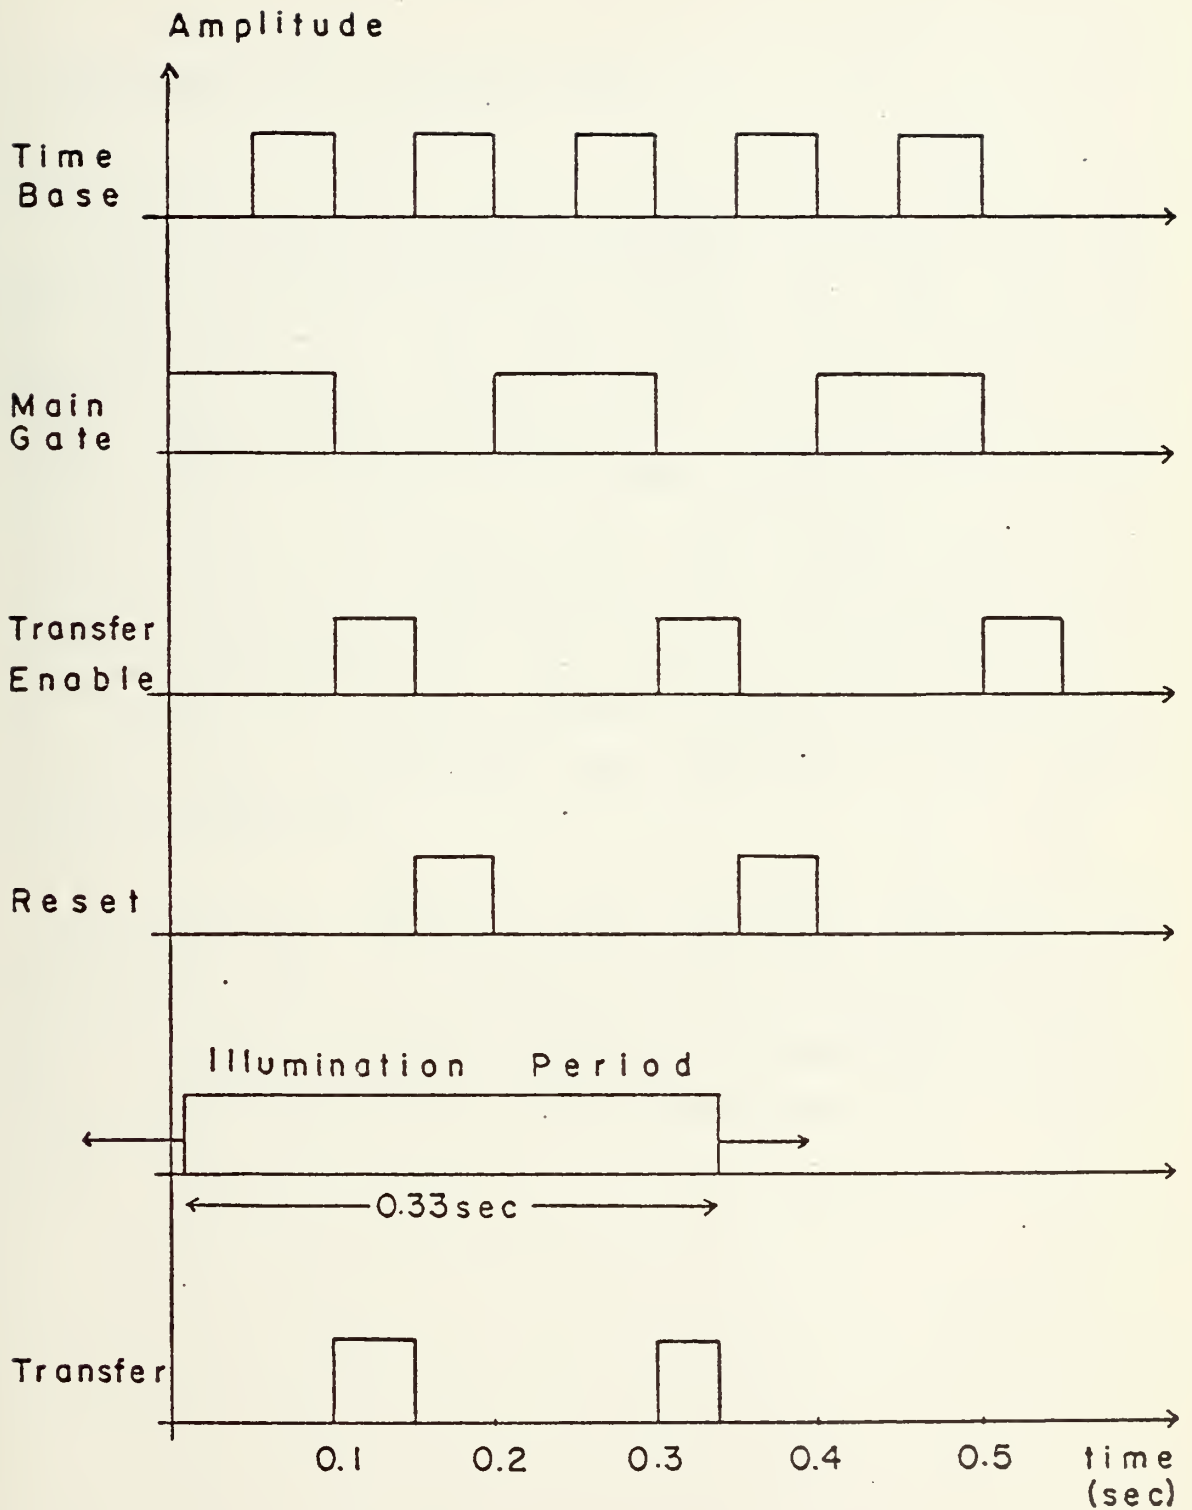 Amplitude
Time
Base
Main
Gate
Transfer
Enable
Reset
Illumination Period
0.33 sec
Transfer
0.1 0.2 0.3 0.4 0.5 time
(sec)